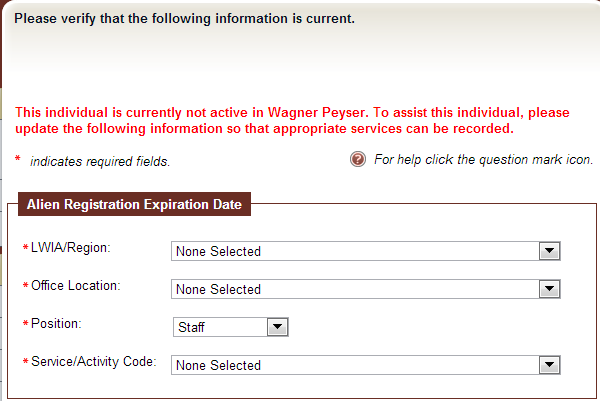 Please verify that the following information is current.
This individual is currently not active in Wagner Peyser. To assist this individual, please
update the following information so that appropriate services can be recorded.
* indicates required fields.
? For help click the question mark icon.
Alien Registration Expiration Date
* LWIA/Region: None Selected
* Office Location: None Selected
* Position: Staff
* Service/Activity Code: None Selected